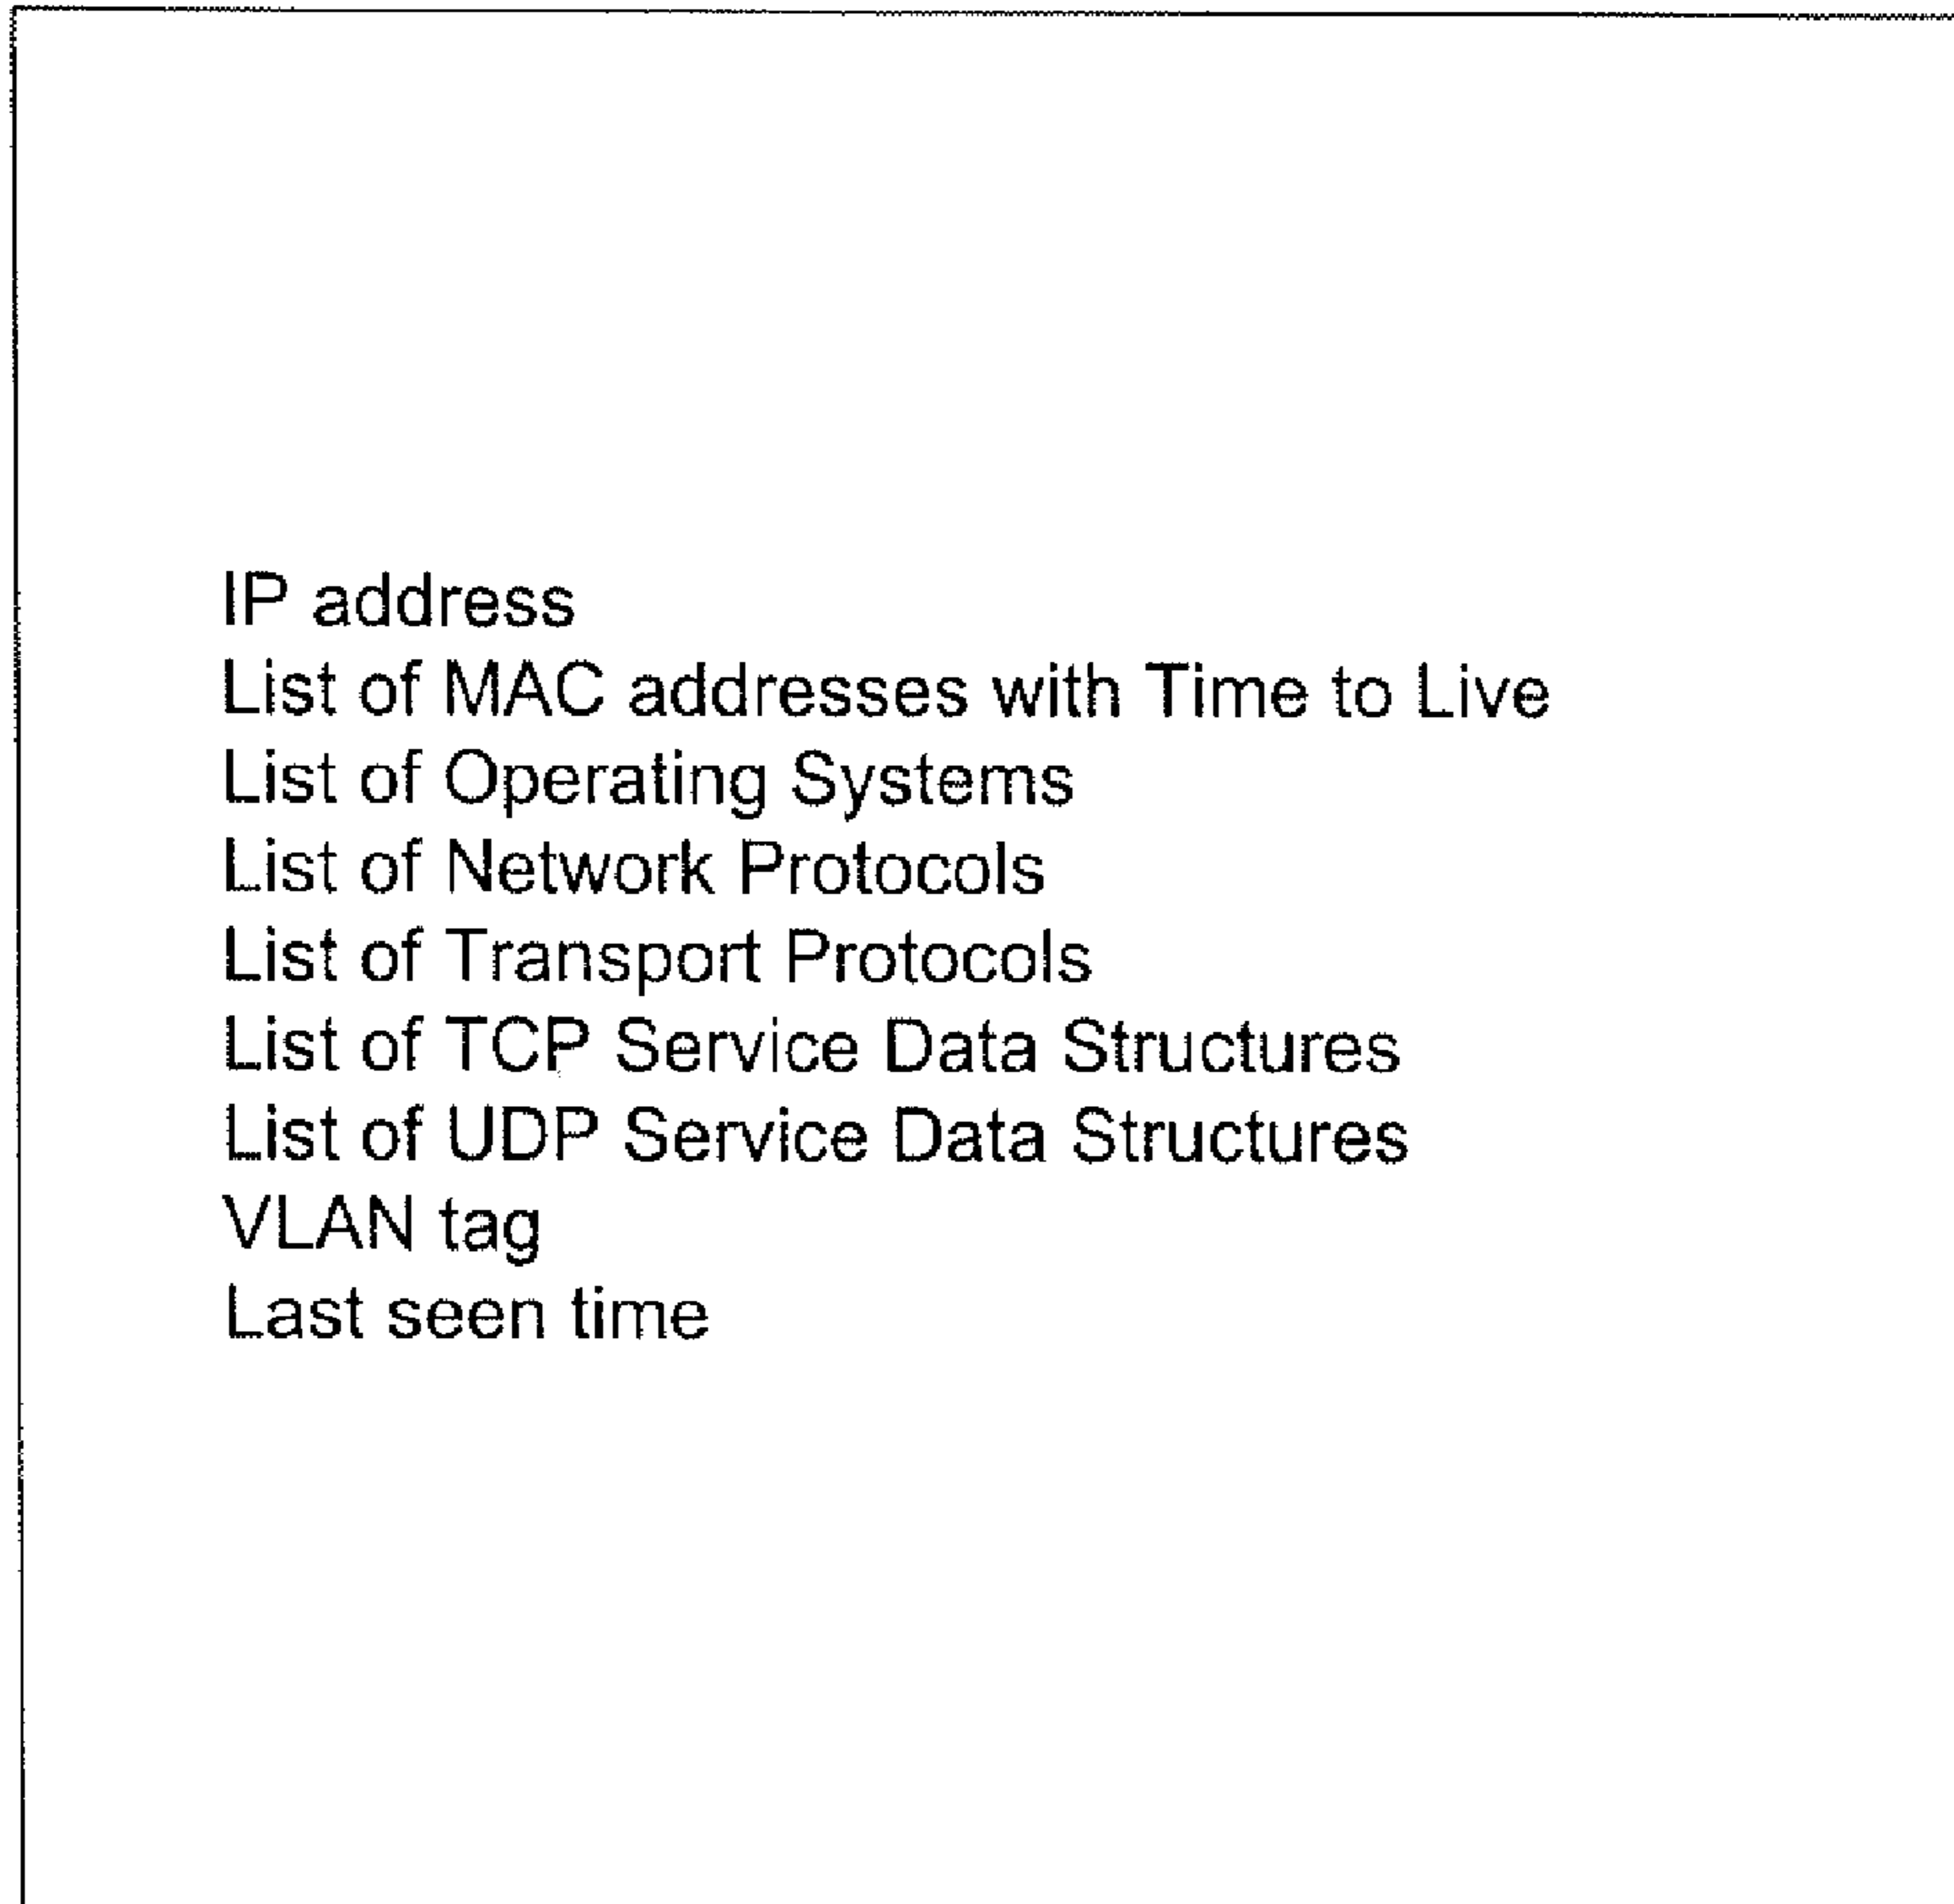 IP address
List of MAC addresses with Time to Live
List of Operating Systems
List of Network Protocols
List of Transport Protocols
List of TCP Service Data Structures
List of UDP Service Data Structures
VLAN tag
Last seen time